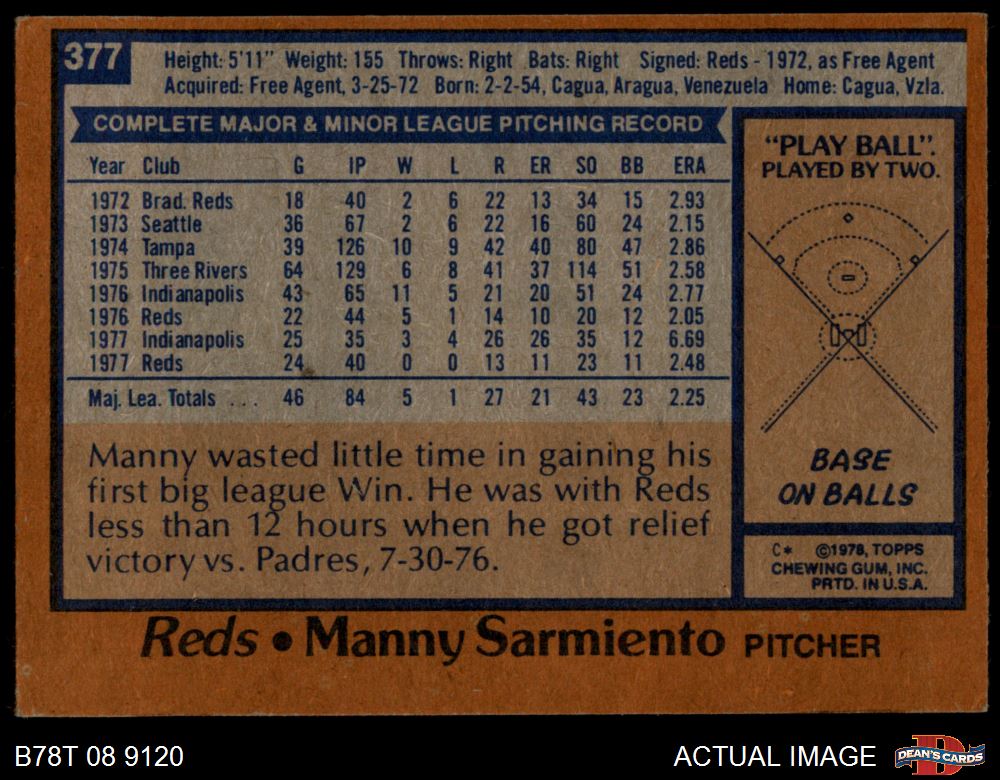 377
Height: 5'11" Weight: 155 Throws: Right Bats: Right Signed: Reds - 1972, as Free Agent
Acquired: Free Agent, 3-25-72 Born: 2-2-54, Cagua, Aragua, Venezuela Home: Cagua, Vzla.
COMPLETE MAJOR & MINOR LEAGUE PITCHING RECORD
Year Club G IP W L R ER SO BB ERA
1972 Brad. Reds 18 40 2 6 22 13 34 15 2.93
1973 Seattle 36 67 2 6 22 16 60 24 2.15
1974 Tampa 39 126 10 9 42 40 80 47 2.86
1975 Three Rivers 64 129 6 8 41 37 114 51 2.58
1976 Indianapolis 43 65 11 5 21 20 51 24 2.77
1976 Reds 22 44 5 1 14 10 20 12 2.05
1977 Indianapolis 25 35 3 4 26 26 35 12 6.69
1977 Reds 24 40 0 0 13 11 23 11 2.48
Maj. Lea. Totals . . . 46 84 5 1 27 21 43 23 2.25
Manny wasted little time in gaining his
first big league Win. He was with Reds
less than 12 hours when he got relief
victory vs. Padres, 7-30-76.
"PLAY BALL".
PLAYED BY TWO.
BASE
ON BALLS
C* ©1978, TOPPS
CHEWING GUM, INC.
PRTD. IN U.S.A.
Reds • Manny Sarmiento PITCHER
B78T 08 9120
ACTUAL IMAGE
D
DEAN'S CARDS